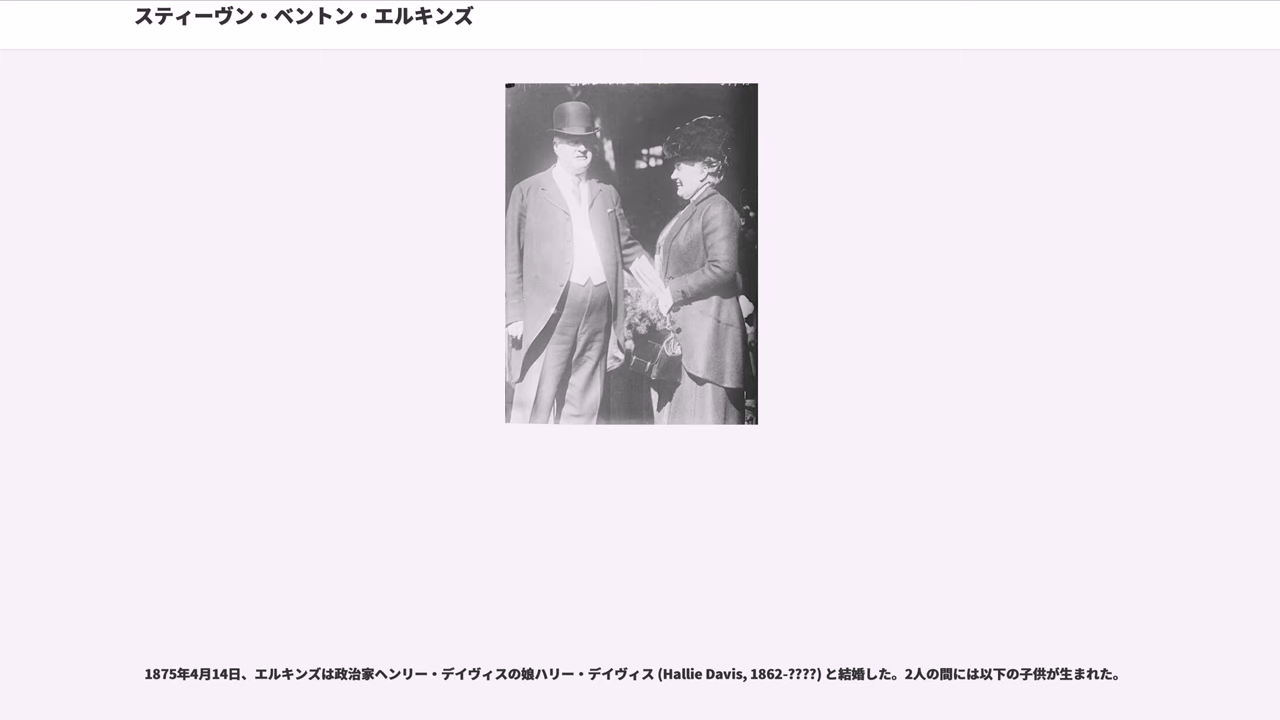 スティーヴン・ベントン・エルキンズ
1875年4月14日、エルキンズは政治家ヘンリー・デイヴィスの娘ハリー・デイヴィス (Hallie Davis, 1862-????) と結婚した。2人の間には以下の子供が生まれた。